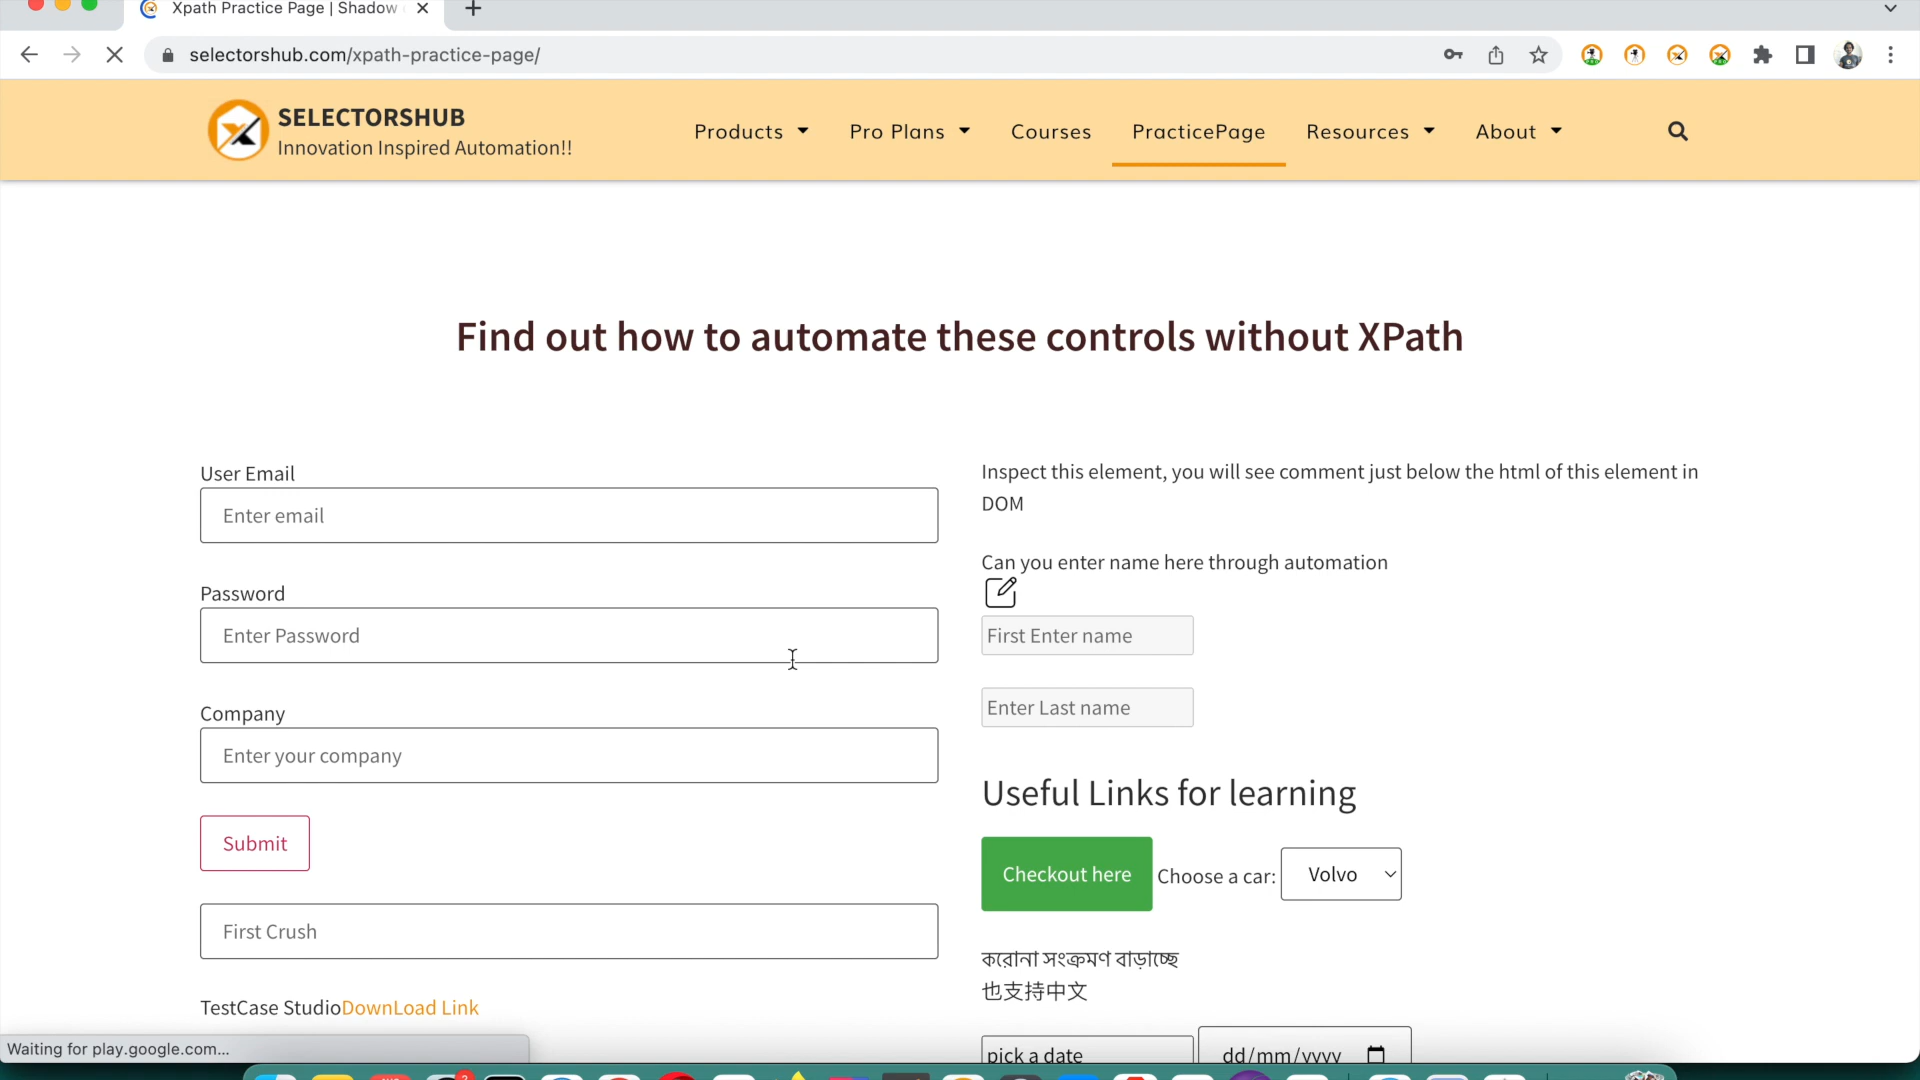 Xpath Practice Page | Shadow
selectorshub.com/xpath-practice-page/
SELECTORSHUB
Innovation Inspired Automation!!
Products
Pro Plans
Courses
PracticePage
Resources
About
Find out how to automate these controls without XPath
User Email
Enter email
Password
Enter Password
Company
Enter your company
Submit
First Crush
TestCase StudioDownLoad Link
Inspect this element, you will see comment just below the html of this element in
DOM
Can you enter name here through automation
First Enter name
Enter Last name
Useful Links for learning
Checkout here
Choose a car:
Volvo
করোনা সংক্রমণ বাড়াচ্ছে
也支持中文
pick a date
dd/mm/yyyy
Waiting for play.google.com...